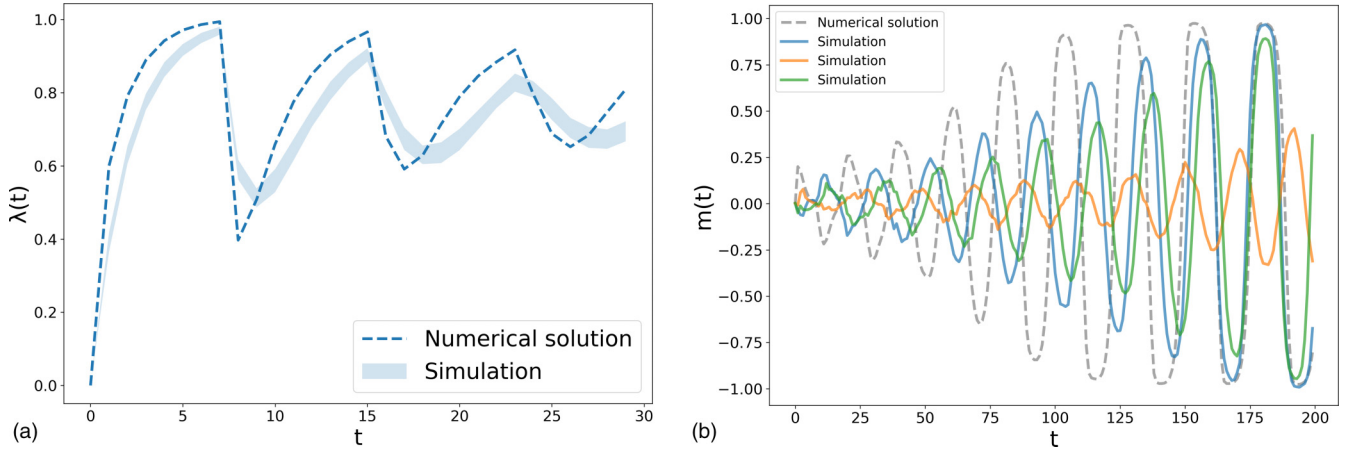 1.0
0.8
0.6
0.4
0.2
0.0
λ(t)
0 5 10 15 20 25 30
t
Numerical solution
Simulation
(a)
1.00
0.75
0.50
0.25
0.00
−0.25
−0.50
−0.75
−1.00
m(t)
Numerical solution
Simulation
Simulation
Simulation
0 25 50 75 100 125 150 175 200
t
(b)